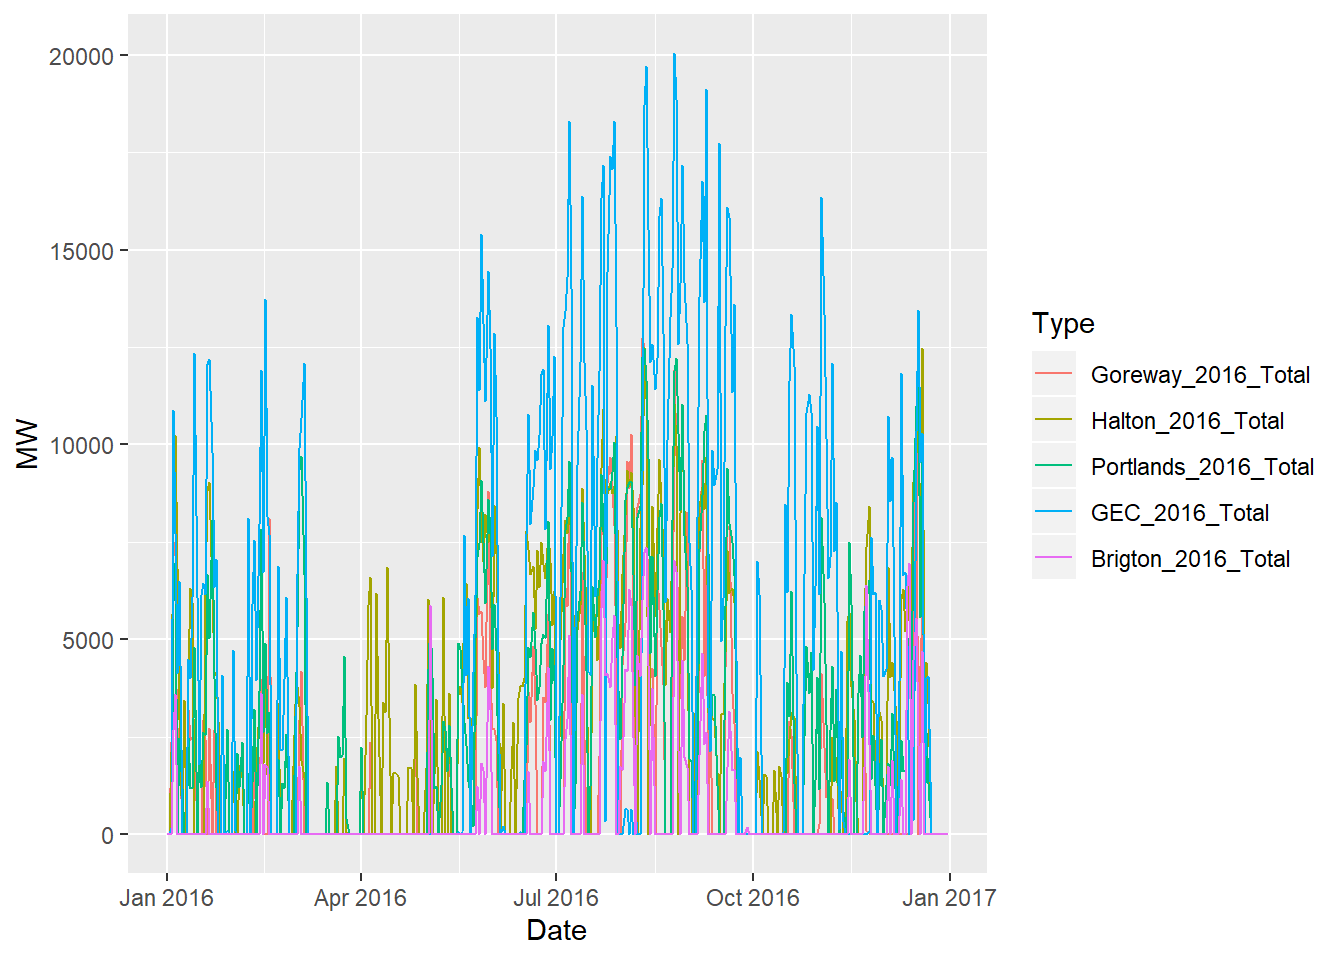 20000
15000
10000
5000
0
MW
Jan 2016
Apr 2016
Jul 2016
Oct 2016
Jan 2017
Date
Type
Goreway_2016_Total
Halton_2016_Total
Portlands_2016_Total
GEC_2016_Total
Brigton_2016_Total